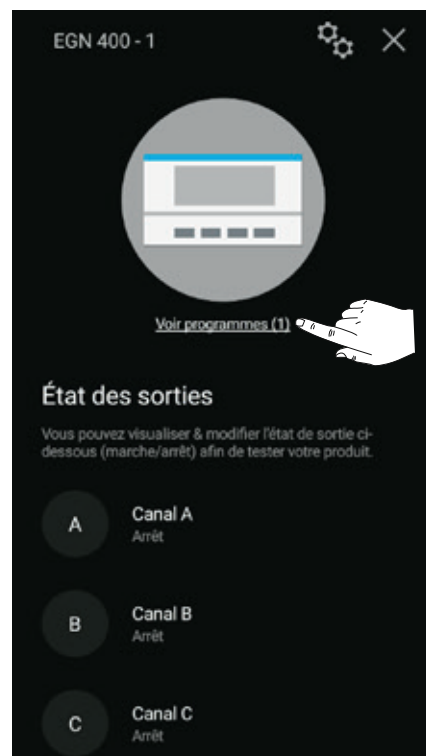 EGN 400 - 1
Voir programmes (1)
État des sorties
Vous pouvez visualiser & modifier l'état de sortie ci-
dessous (marche/arrêt) afin de tester votre produit.
A
Canal A
Arrêt
B
Canal B
Arrêt
C
Canal C
Arrêt